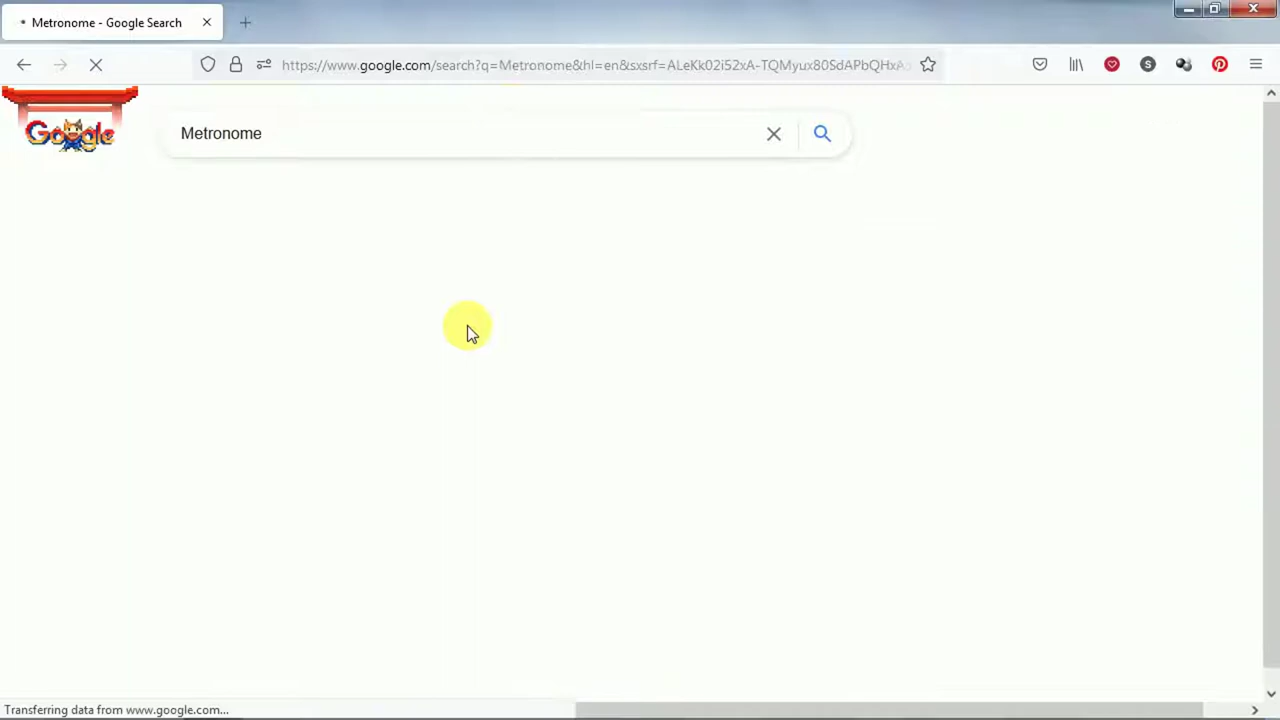 Metronome - Google Search
https://www.google.com/search?q=Metronome&hl=en&sxsrf=ALeKk02i52xA-TQMyux80SdAPbQHxA
S
Google
Metronome
Transferring data from www.google.com...